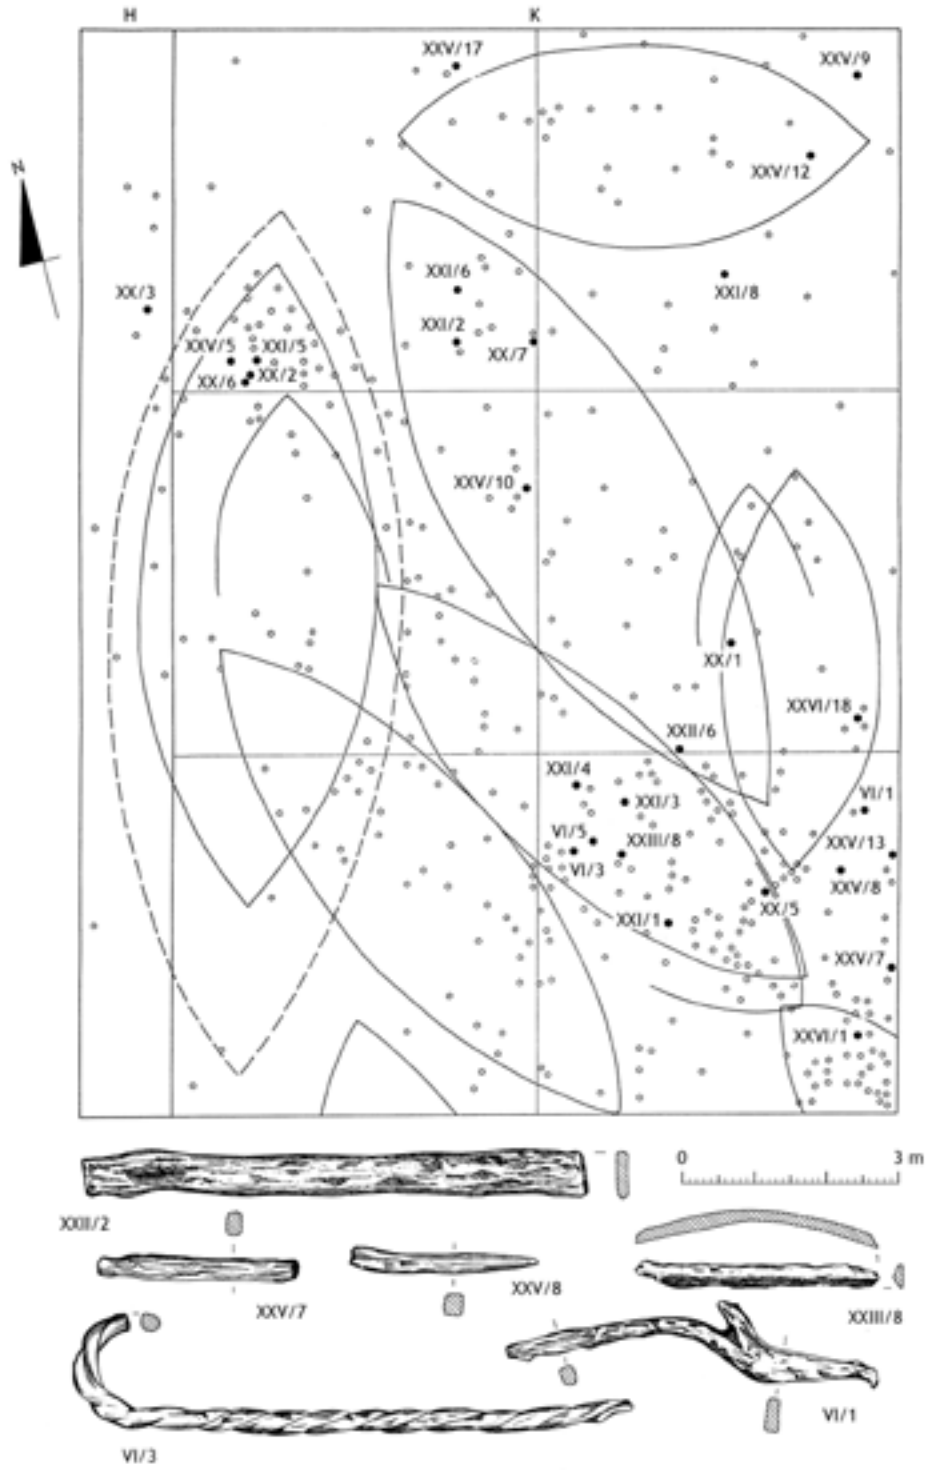 H K
XXV/17
XXV/9
XXV/12
N
XXI/6
XXI/8
XX/3
XXI/2
XX/7
XXV/5 XXI/5
XX/6 XX/2
XXV/10
XX/1
XXVI/18
XXII/6
XXI/4
XXI/3
VI/1
VI/5
XXIII/8
XXV/13
VI/3
XXV/8
XX/5
XXI/1
XXV/7
XXVI/1
0 3 m
XXII/2
XXV/7
XXV/8
XXIII/8
VI/1
VI/3